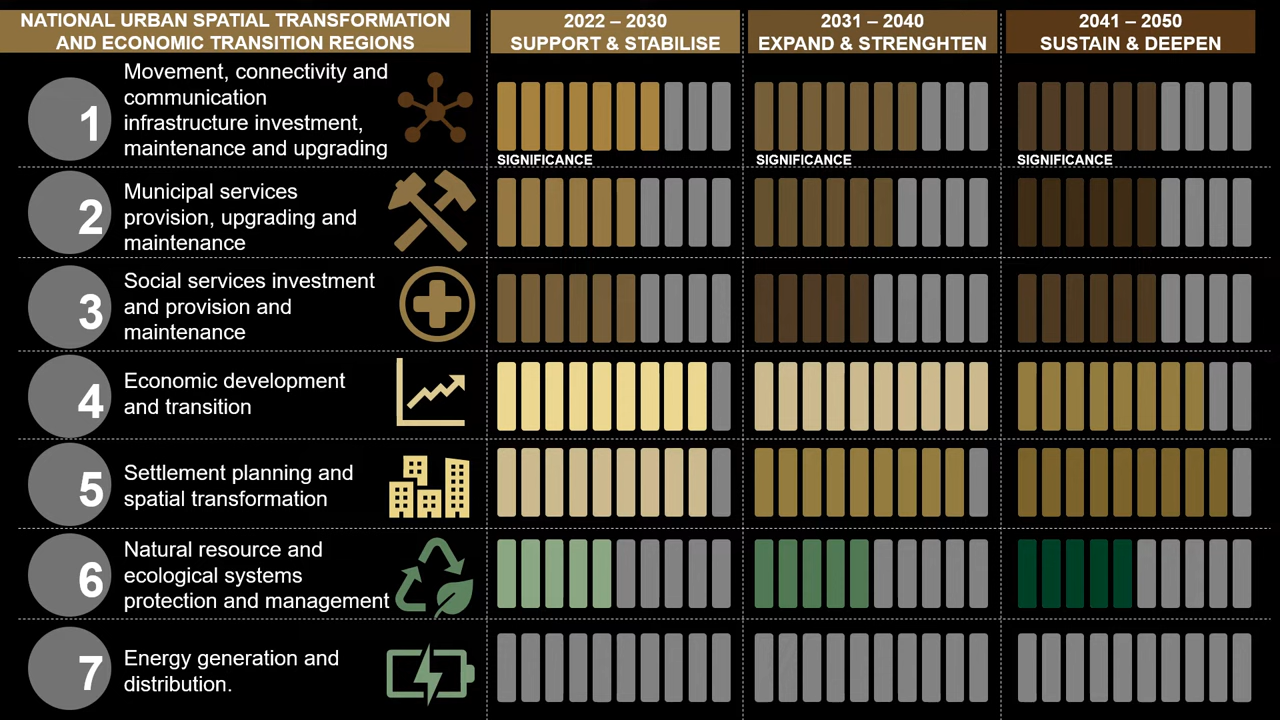 NATIONAL URBAN SPATIAL TRANSFORMATION
AND ECONOMIC TRANSITION REGIONS
2022 – 2030
SUPPORT & STABILISE
2031 – 2040
EXPAND & STRENGHTEN
2041 – 2050
SUSTAIN & DEEPEN
1
Movement, connectivity and
communication
infrastructure investment,
maintenance and upgrading
SIGNIFICANCE
SIGNIFICANCE
SIGNIFICANCE
2
Municipal services
provision, upgrading and
maintenance
3
Social services investment
and provision and
maintenance
4
Economic development
and transition
5
Settlement planning and
spatial transformation
6
Natural resource and
ecological systems
protection and management
7
Energy generation and
distribution.